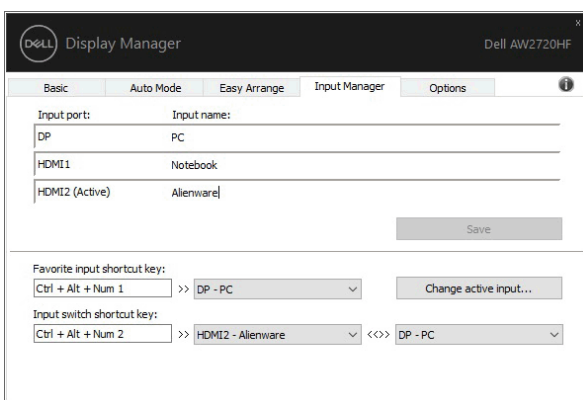 x
DELL Display Manager Dell AW2720HF
Basic Auto Mode Easy Arrange Input Manager Options i
Input port: Input name:
DP PC
HDMI1 Notebook
HDMI2 (Active) Alienware
Save
Favorite input shortcut key:
Ctrl + Alt + Num 1 >> DP - PC Change active input...
Input switch shortcut key:
Ctrl + Alt + Num 2 >> HDMI2 - Alienware <<>> DP - PC